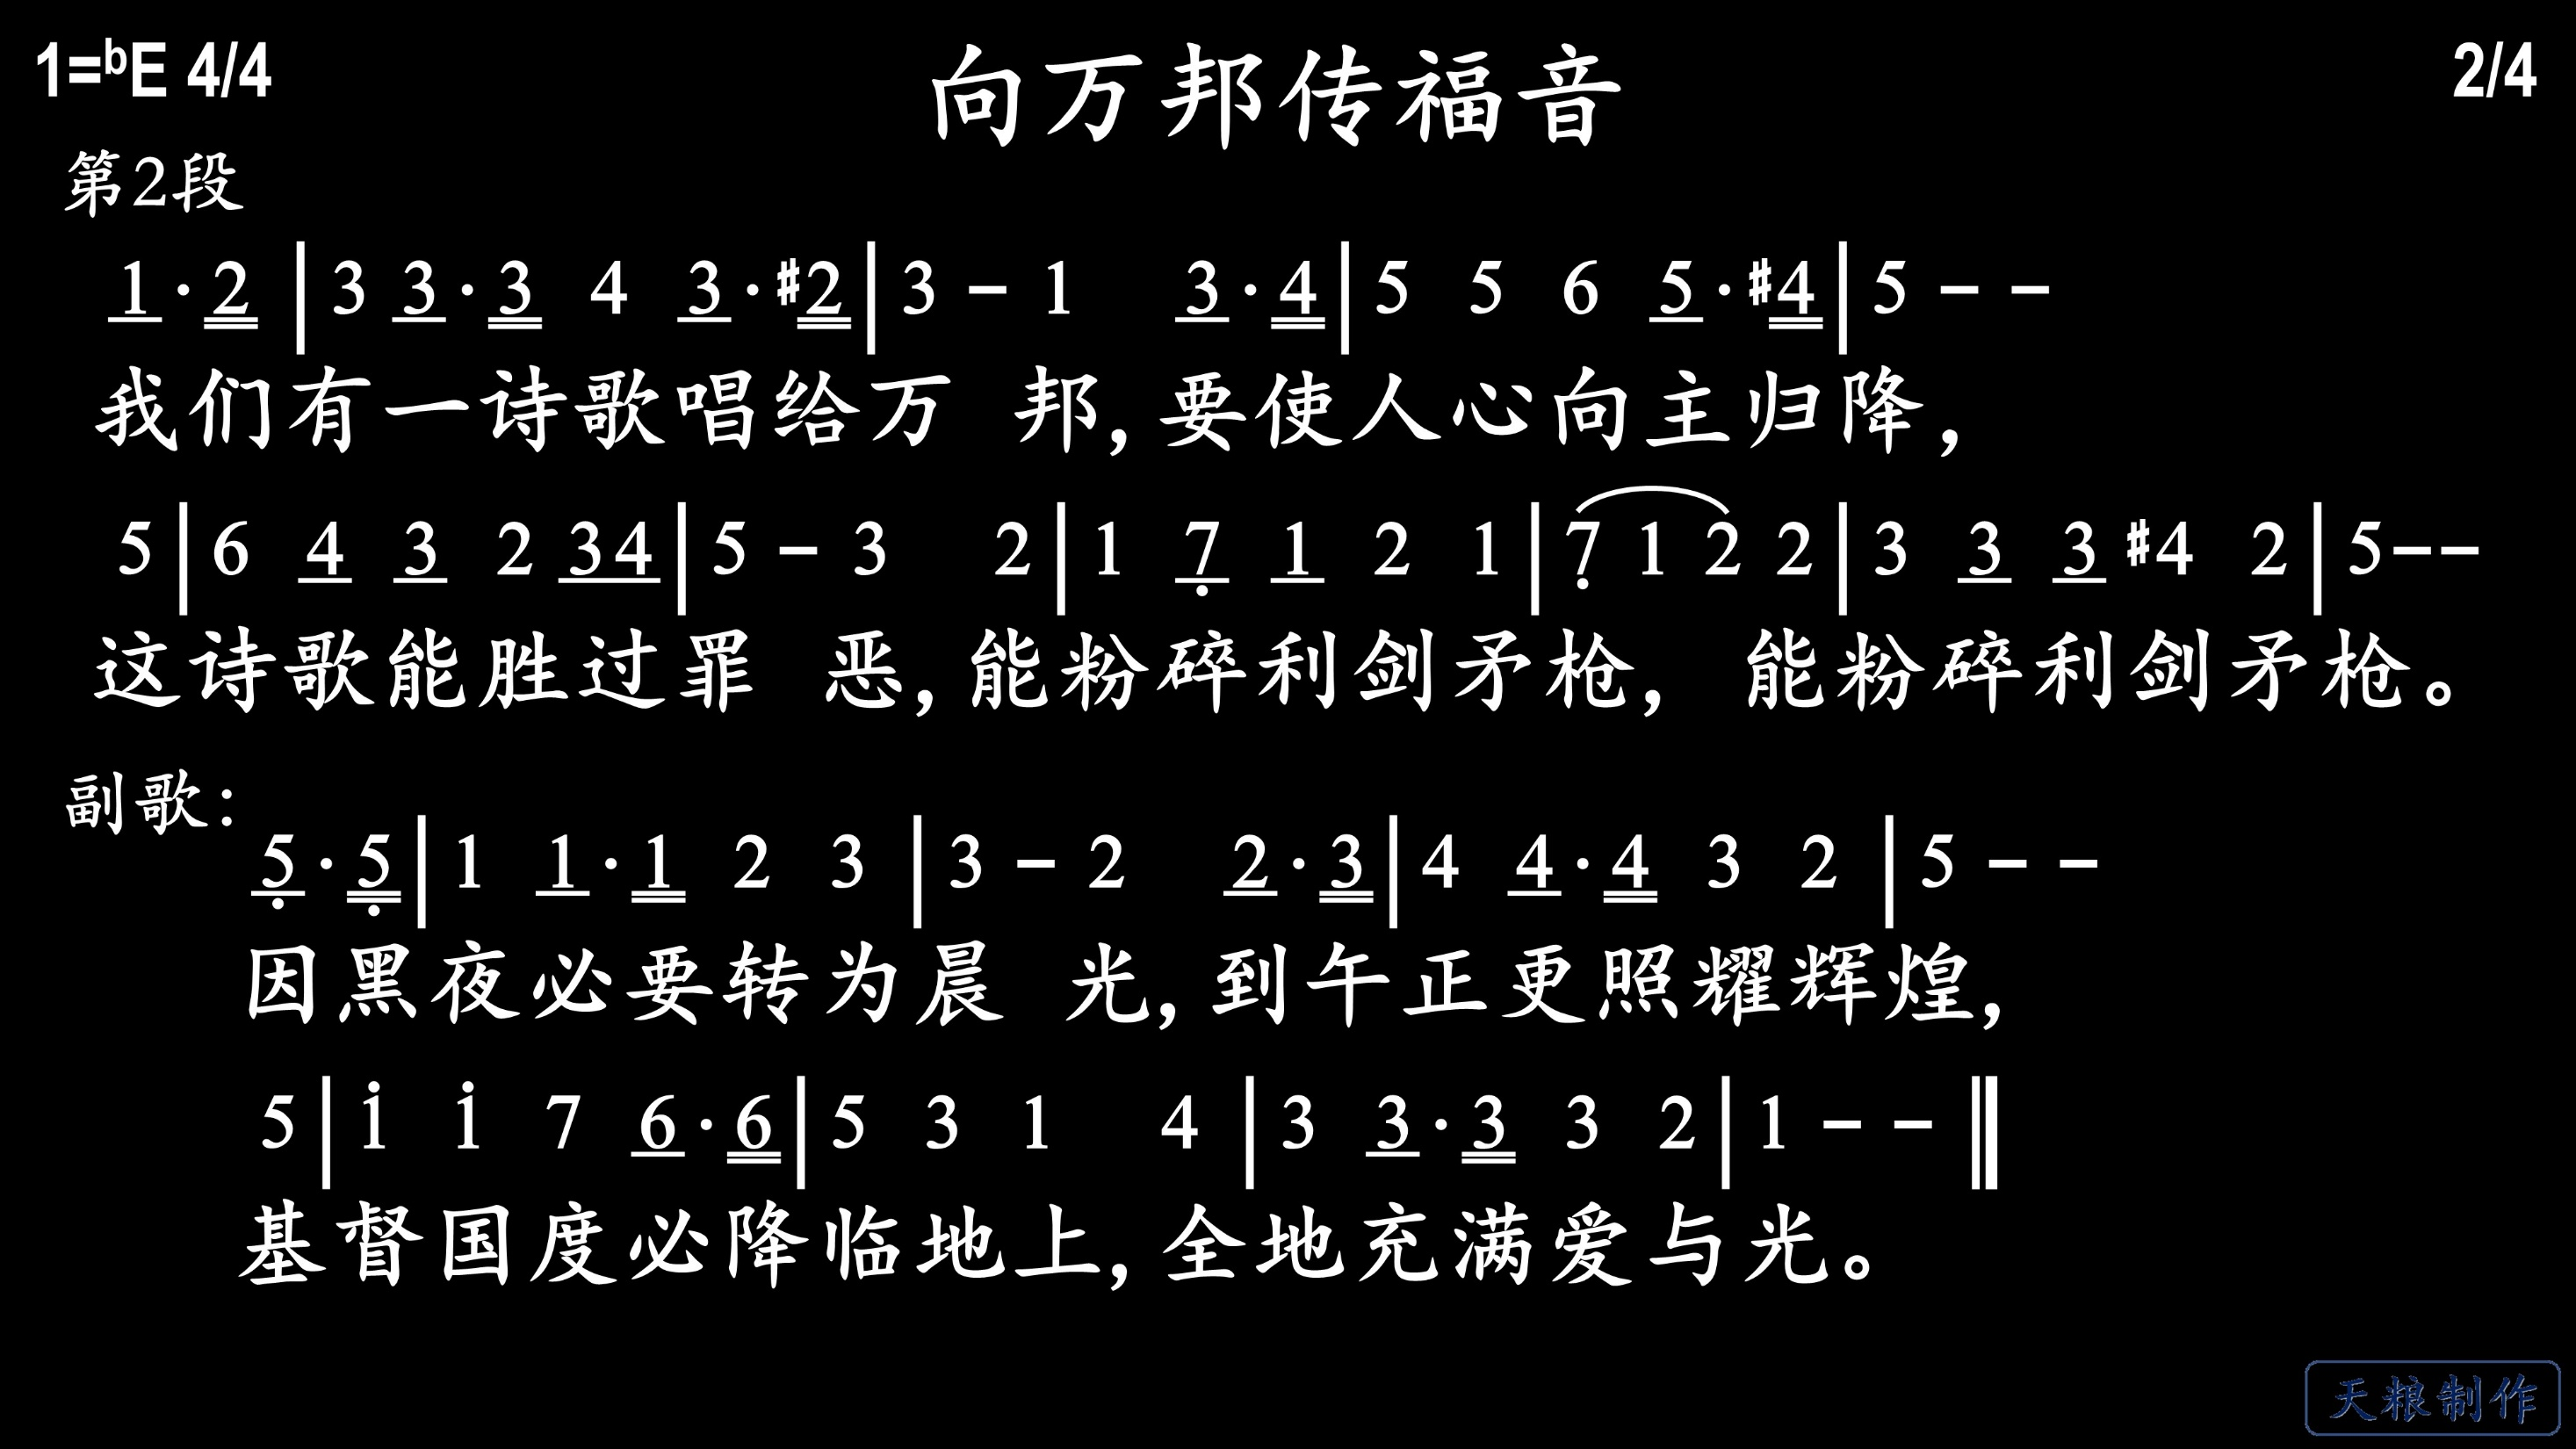 1=ᵇE 4/4 向万邦传福音 2/4
第2段
1·2 | 3 3·3 4 3·#2 | 3 – 1 3·4 | 5 5 6 5·#4 | 5 – –
我们有一诗歌唱给万 邦,要使人心向主归降,
5 | 6 4 3 2 34 | 5 – 3 2 | 1 7̣ 1 2 1 | 7̣ 1 2 2 | 3 3 3 #4 2 | 5 – –
这诗歌能胜过罪 恶,能粉碎利剑矛枪, 能粉碎利剑矛枪。
副歌:
5̣·5̣ | 1 1·1 2 3 | 3 – 2 2·3 | 4 4·4 3 2 | 5 – –
因黑夜必要转为晨 光,到午正更照耀辉煌,
5 | 1̇ 1̇ 7 6·6 | 5 3 1 4 | 3 3·3 3 2 | 1 – – ‖
基督国度必降临地上,全地充满爱与光。
天粮制作